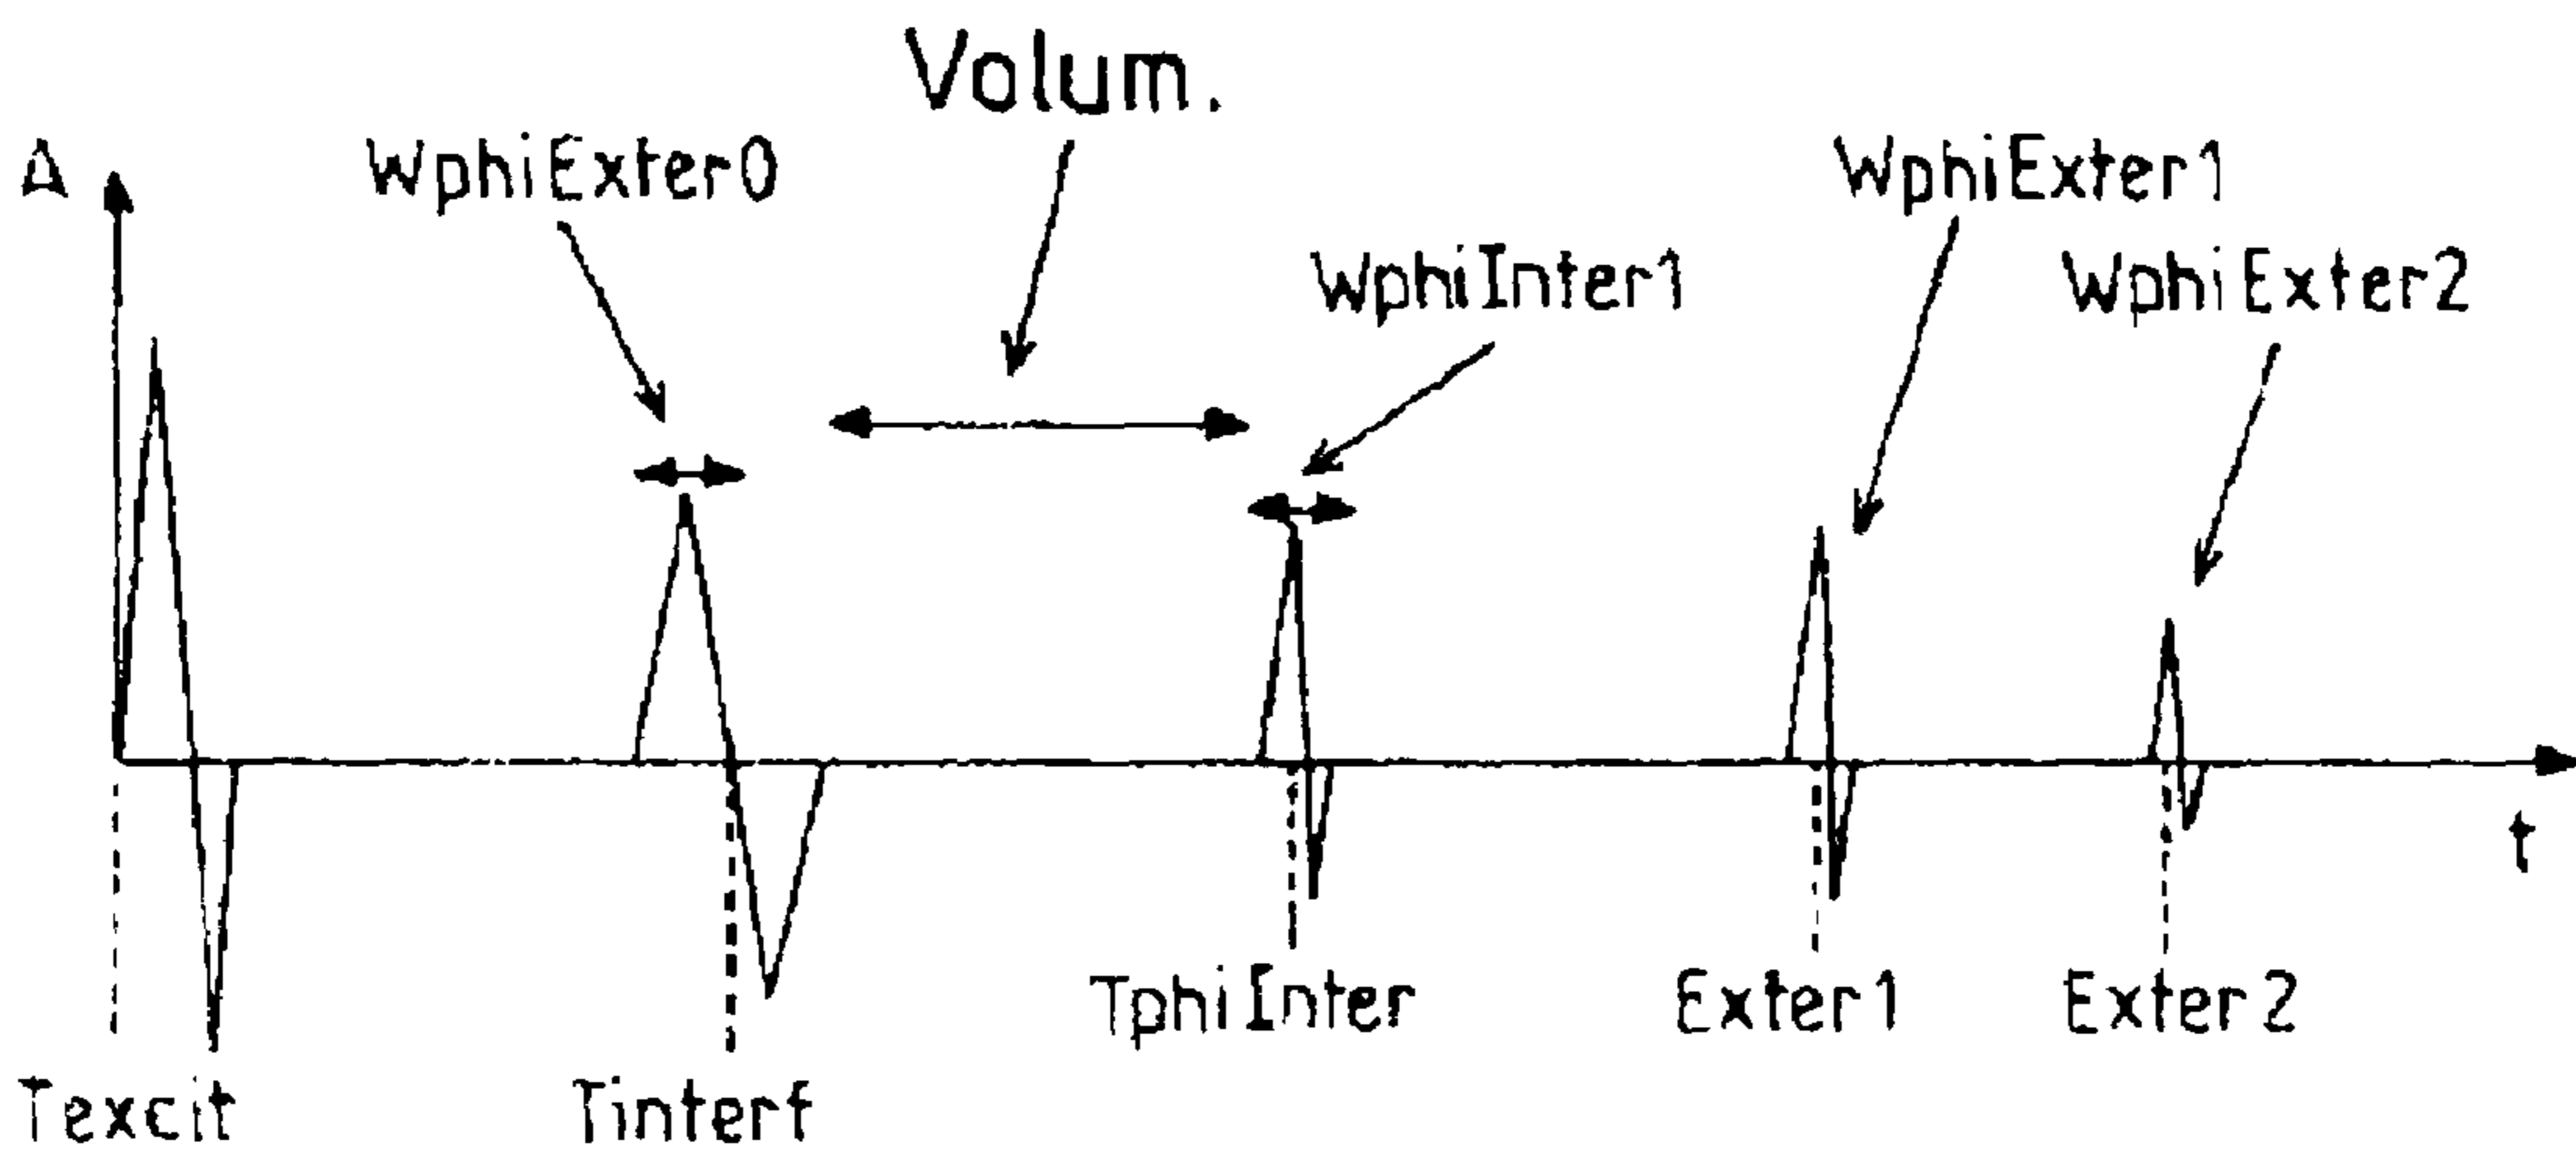 Volum.
A
WphiExter0
WphiExter1
WphiInter1
WphiExter2
t
TphiInter
Exter1
Exter2
Texcit
Tinterf